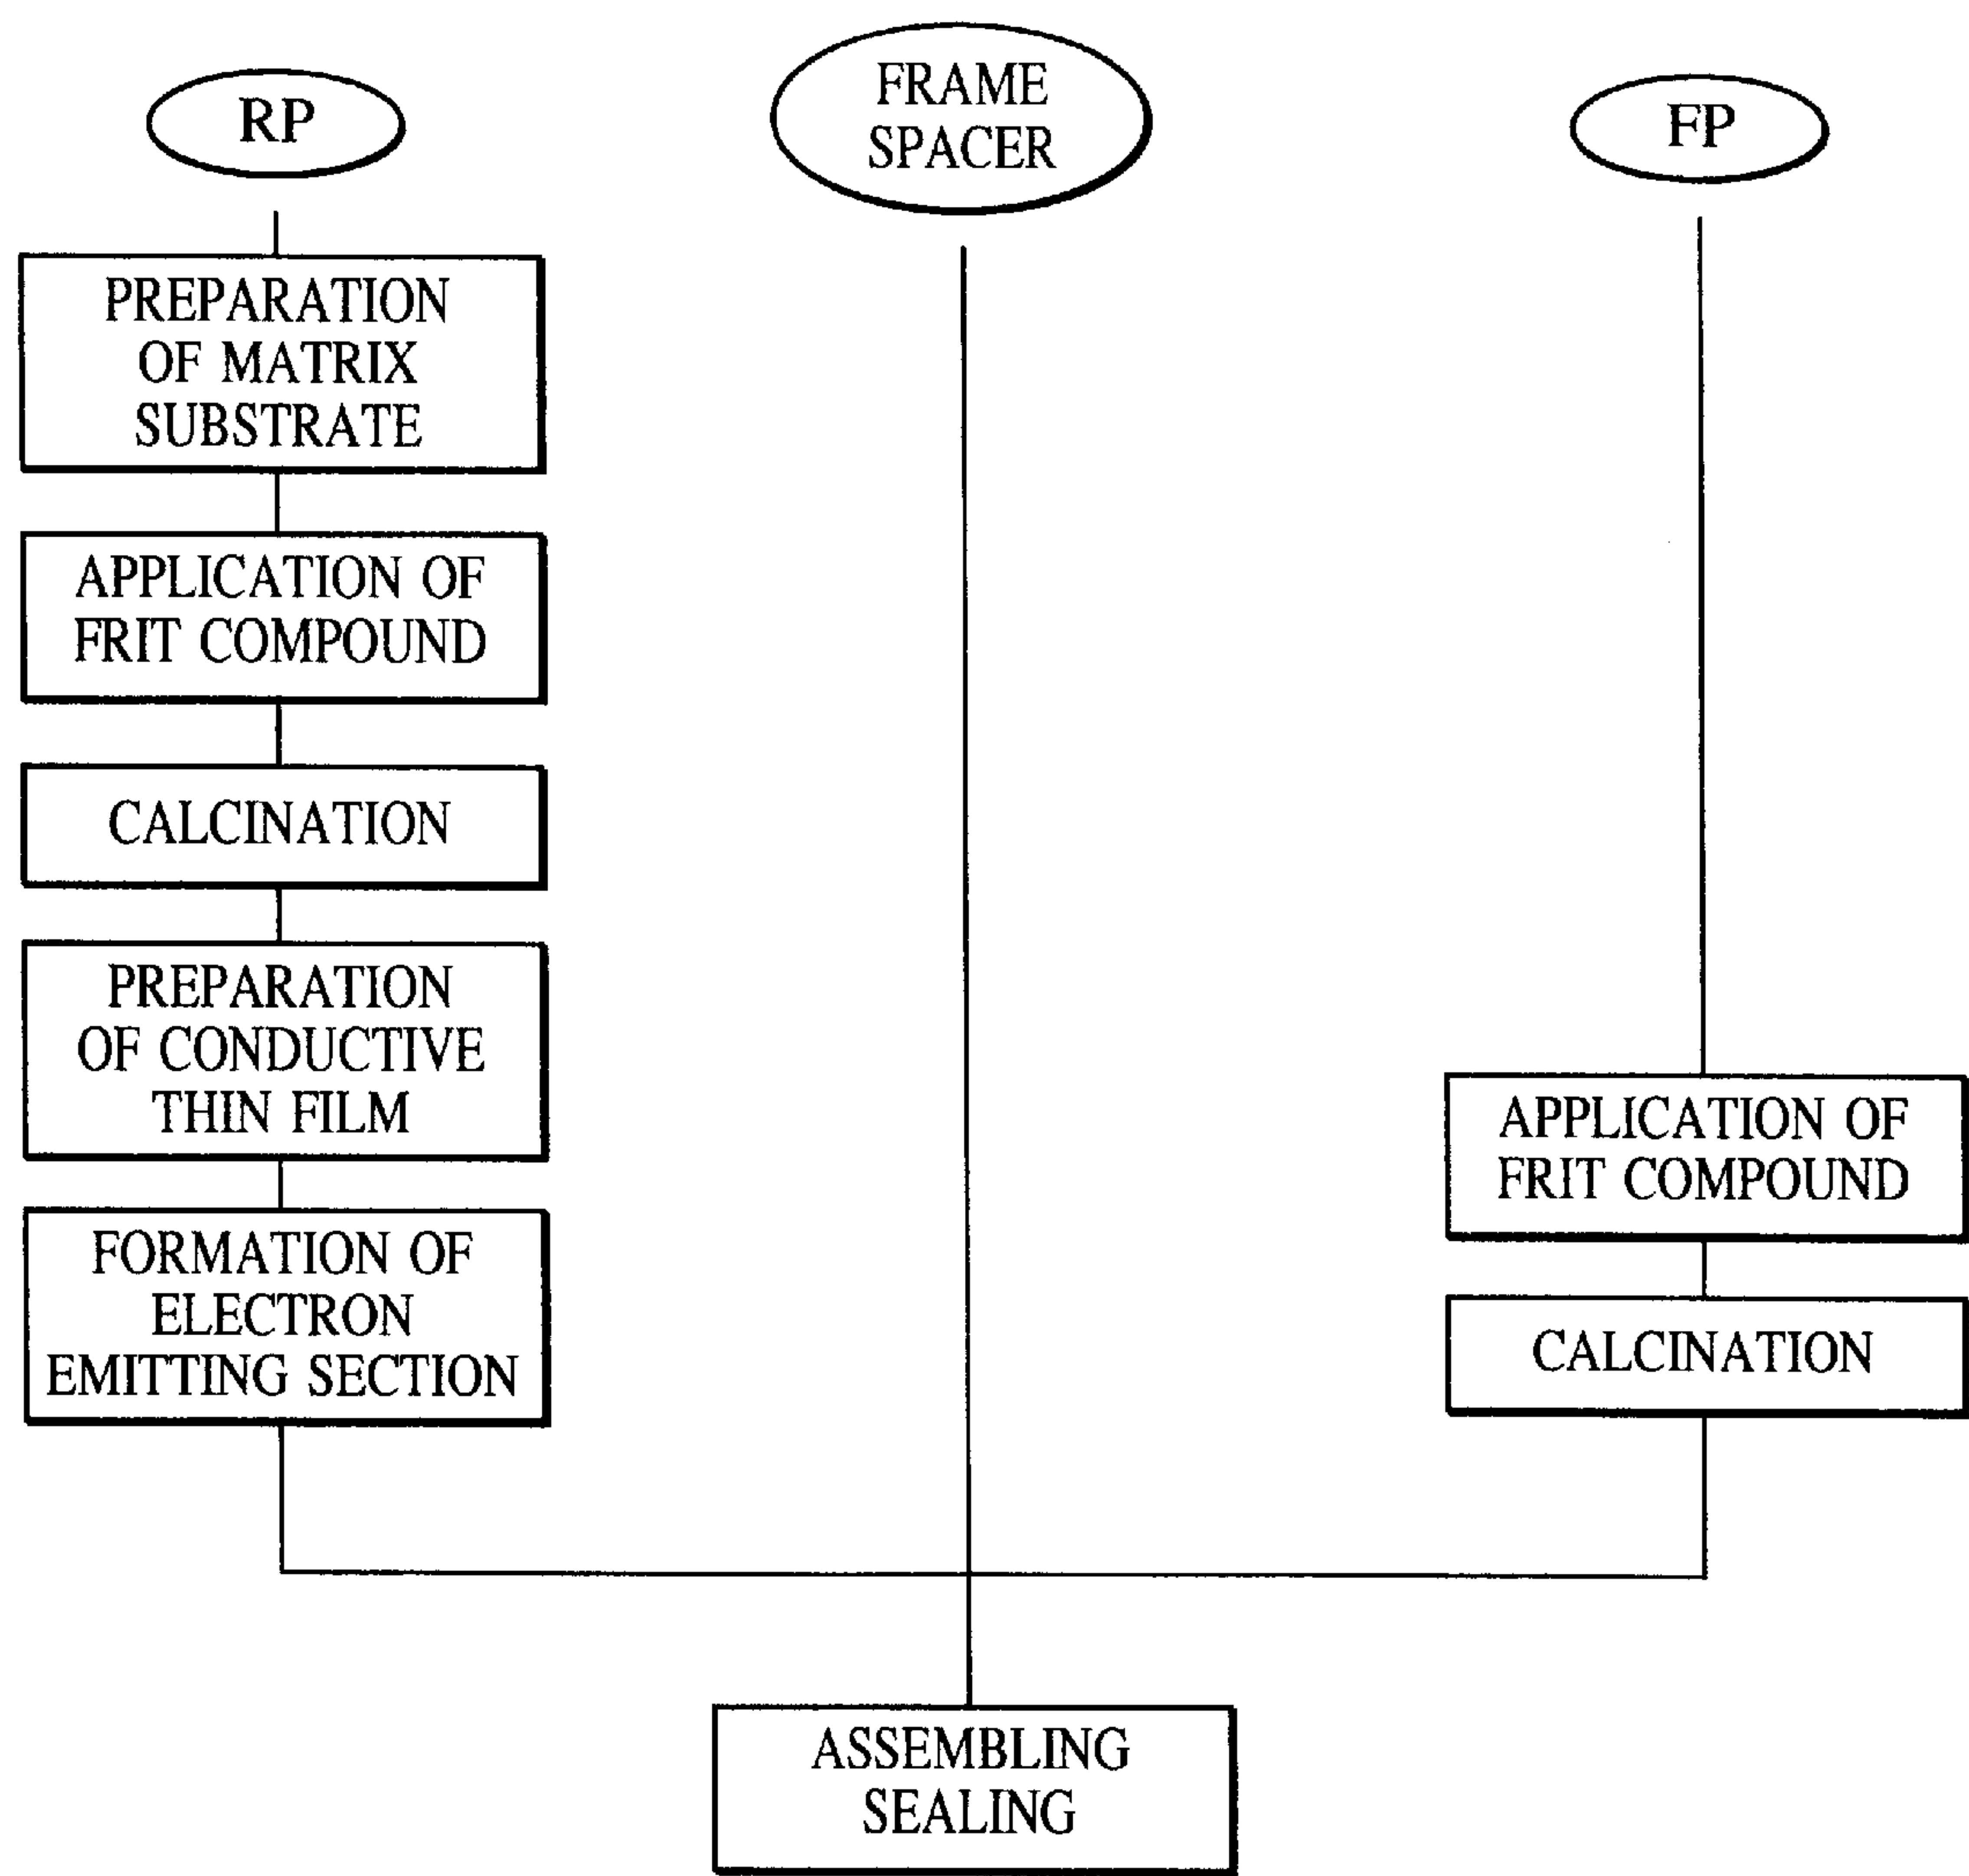 RP
PREPARATION
OF MATRIX
SUBSTRATE
APPLICATION OF
FRIT COMPOUND
CALCINATION
PREPARATION
OF CONDUCTIVE
THIN FILM
FORMATION OF
ELECTRON
EMITTING SECTION
FRAME
SPACER
FP
APPLICATION OF
FRIT COMPOUND
CALCINATION
ASSEMBLING
SEALING